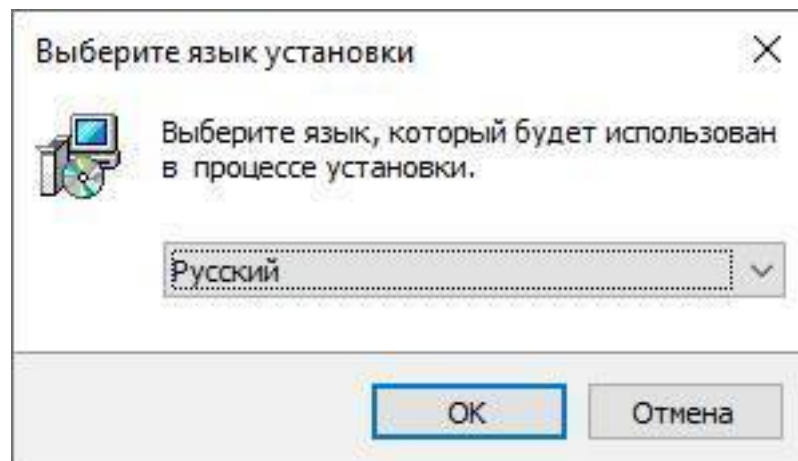 Выберите язык установки
Выберите язык, который будет использован
в процессе установки.
Русский
OK
Отмена